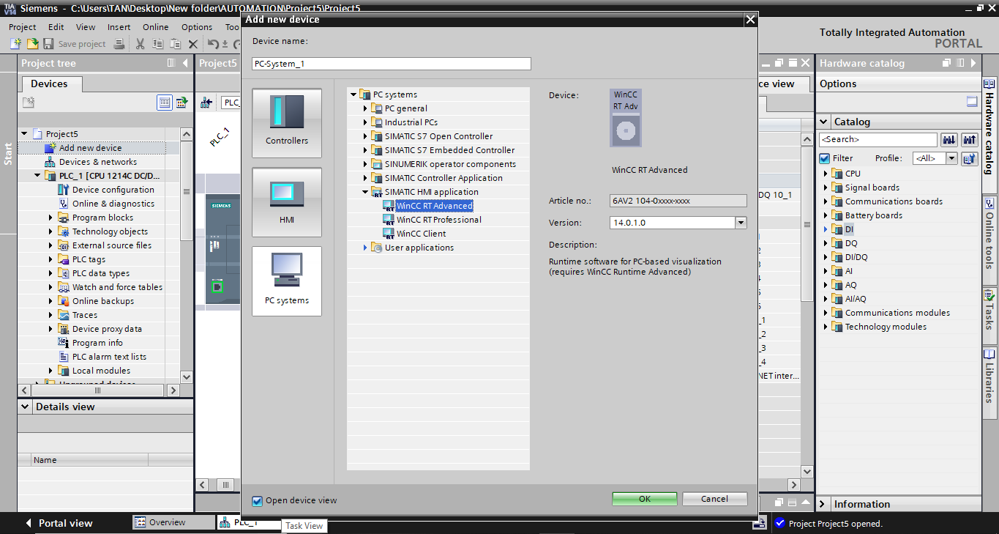 TIA V14
Siemens - C:\Users\TAN\Desktop\New folder\AUTOMATION\Project5\Project5
Project Edit View Insert Online Options
Save project
Totally Integrated Automation
PORTAL
Start
Project tree
Devices
Project5
Add new device
Devices & networks
PLC_1 [CPU 1214C DC/D...
Device configuration
Online & diagnostics
Program blocks
Technology objects
External source files
PLC tags
PLC data types
Watch and force tables
Online backups
Traces
Device proxy data
Program info
PLC alarm text lists
Local modules
Ungrouped devices
Details view
Name
Project5
PLC_1
SIEMENS
Add new device
Device name:
PC-System_1
Controllers
HMI
PC systems
PC systems
PC general
Industrial PCs
SIMATIC S7 Open Controller
SIMATIC S7 Embedded Controller
SINUMERIK operator components
SIMATIC Controller Application
SIMATIC HMI application
WinCC RT Advanced
WinCC RT Professional
WinCC Client
User applications
Device:
WinCC
RT Adv
WinCC RT Advanced
Article no.: 6AV2 104-0xxxx-xxxx
Version: 14.0.1.0
Description:
Runtime software for PC-based visualization
(requires WinCC Runtime Advanced)
Open device view
OK
Cancel
ce view
DQ 10_1
_1
_2
_3
_4
NET inter...
Hardware catalog
Options
Catalog
<Search>
Filter Profile: <All>
CPU
Signal boards
Communications boards
Battery boards
DI
DQ
DI/DQ
AI
AQ
AI/AQ
Communications modules
Technology modules
Information
Hardware catalog
Online tools
Tasks
Libraries
Portal view
Overview
PLC_1
Task View
Project Project5 opened.